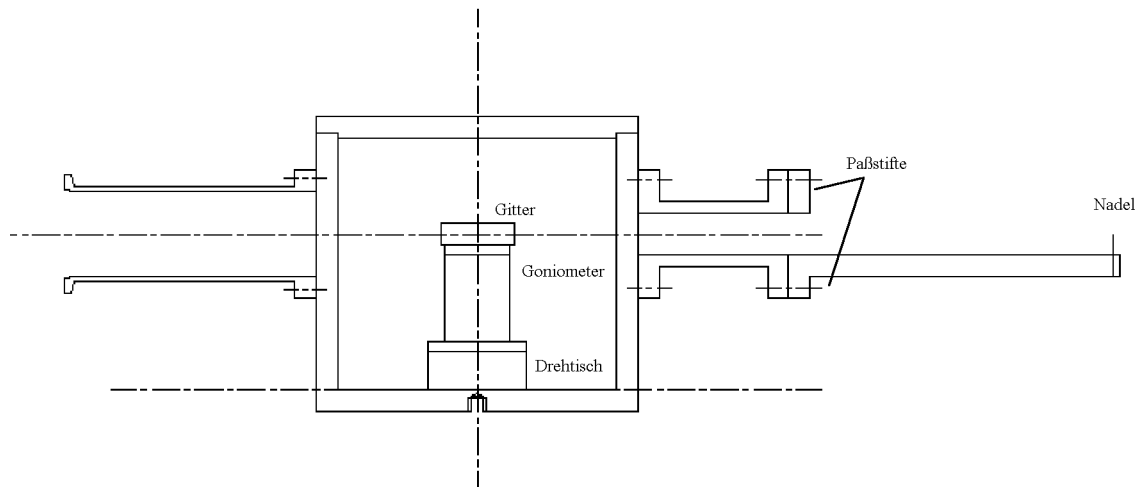 Paßstifte
Nadel
Gitter
Goniometer
Drehtisch